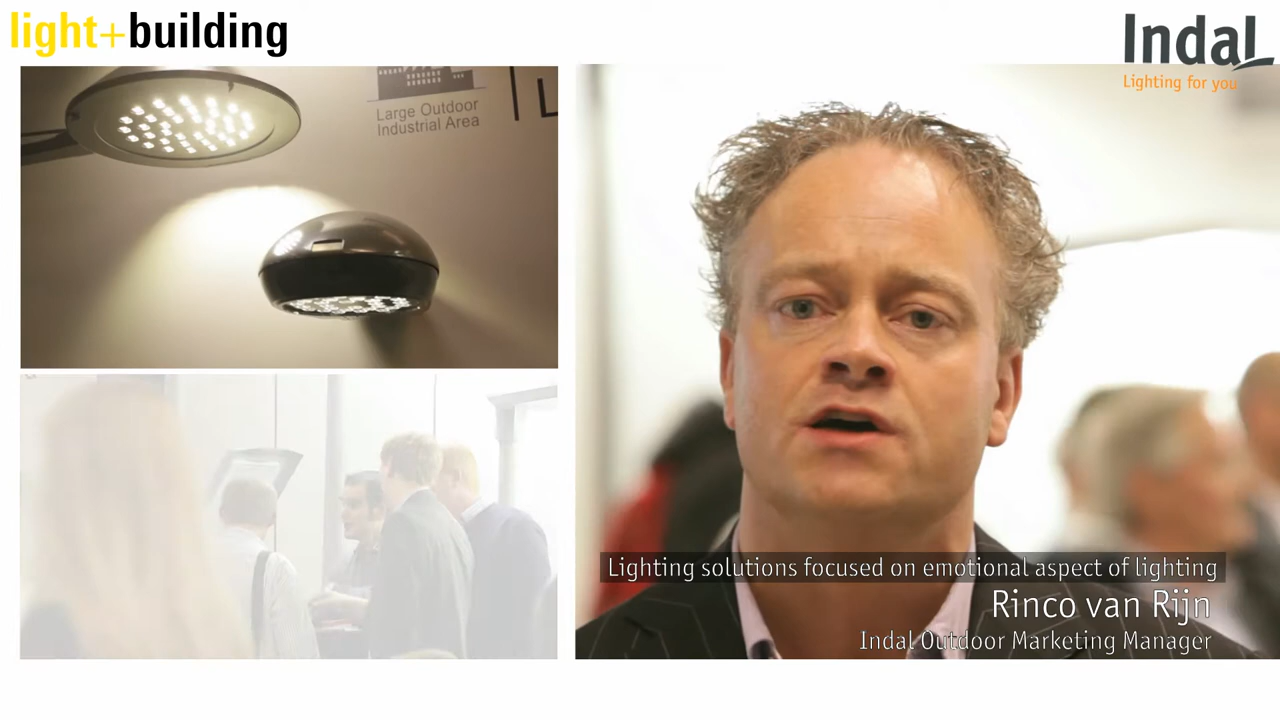 light+building
Indal
Lighting for you
Large Outdoor
Industrial Area
Lighting solutions focused on emotional aspect of lighting
Rinco van Rijn
Indal Outdoor Marketing Manager